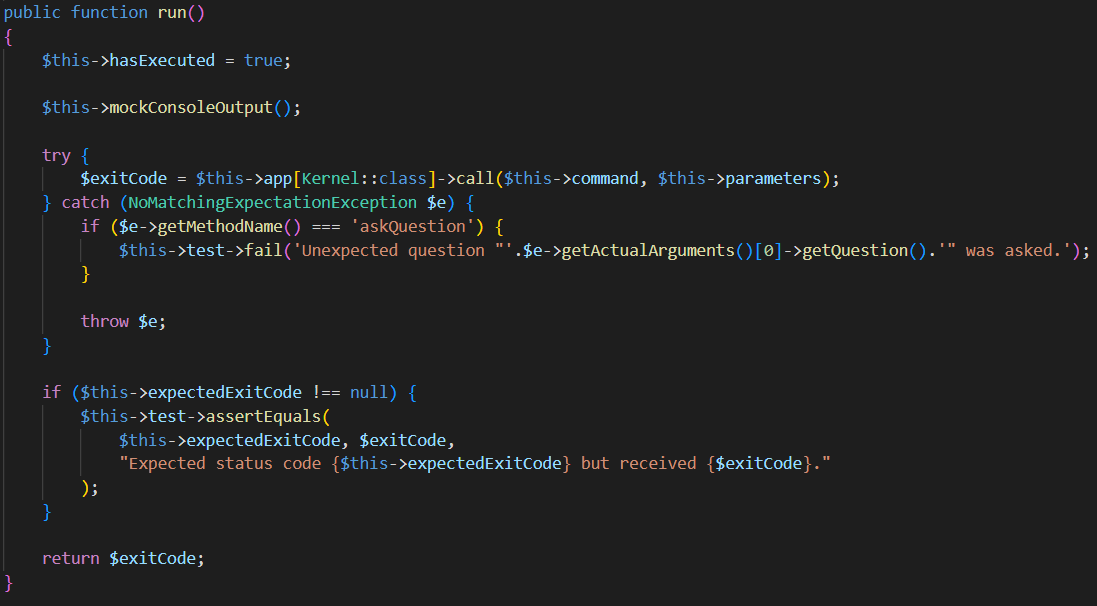 public function run()
{
    $this->hasExecuted = true;

    $this->mockConsoleOutput();

    try {
        $exitCode = $this->app[Kernel::class]->call($this->command, $this->parameters);
    } catch (NoMatchingExpectationException $e) {
        if ($e->getMethodName() === 'askQuestion') {
            $this->test->fail('Unexpected question "'.$e->getActualArguments()[0]->getQuestion().'" was asked.');
        }

        throw $e;
    }

    if ($this->expectedExitCode !== null) {
        $this->test->assertEquals(
            $this->expectedExitCode, $exitCode,
            "Expected status code {$this->expectedExitCode} but received {$exitCode}."
        );
    }

    return $exitCode;
}